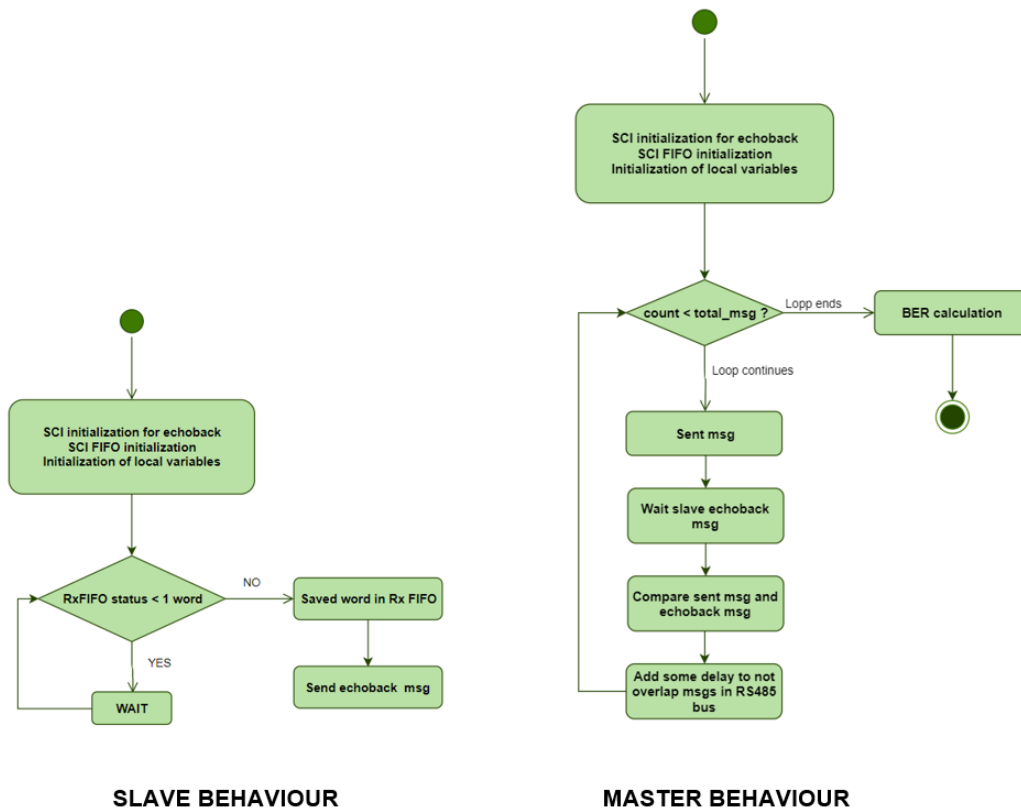 SCI initialization for echoback
SCI FIFO initialization
Initialization of local variables
RxFIFO status < 1 word
NO
Saved word in Rx FIFO
Send echoback msg
YES
WAIT
SLAVE BEHAVIOUR
SCI initialization for echoback
SCI FIFO initialization
Initialization of local variables
count < total_msg ?
Lopp ends
BER calculation
Loop continues
Sent msg
Wait slave echoback
msg
Compare sent msg and
echoback msg
Add some delay to not
overlap msgs in RS485
bus
MASTER BEHAVIOUR